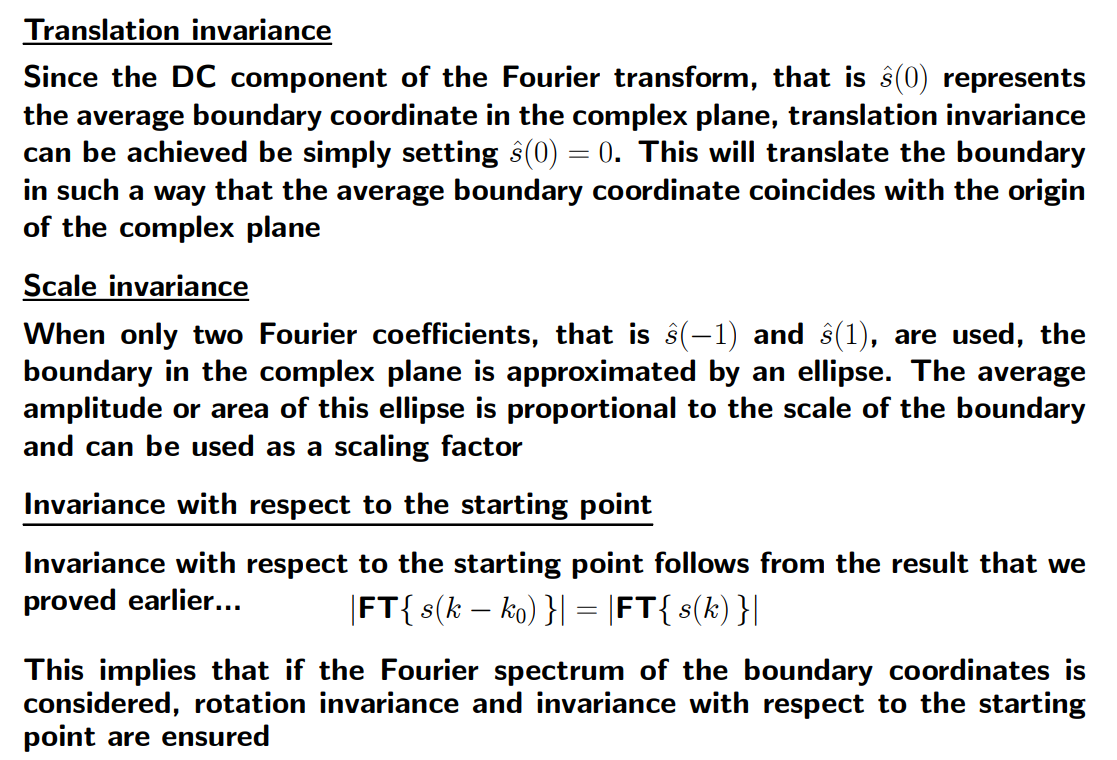 Translation invariance
Since the DC component of the Fourier transform, that is ŝ(0) represents
the average boundary coordinate in the complex plane, translation invariance
can be achieved be simply setting ŝ(0) = 0. This will translate the boundary
in such a way that the average boundary coordinate coincides with the origin
of the complex plane
Scale invariance
When only two Fourier coefficients, that is ŝ(−1) and ŝ(1), are used, the
boundary in the complex plane is approximated by an ellipse. The average
amplitude or area of this ellipse is proportional to the scale of the boundary
and can be used as a scaling factor
Invariance with respect to the starting point
Invariance with respect to the starting point follows from the result that we
proved earlier... |FT{ s(k − k₀) }| = |FT{ s(k) }|
This implies that if the Fourier spectrum of the boundary coordinates is
considered, rotation invariance and invariance with respect to the starting
point are ensured